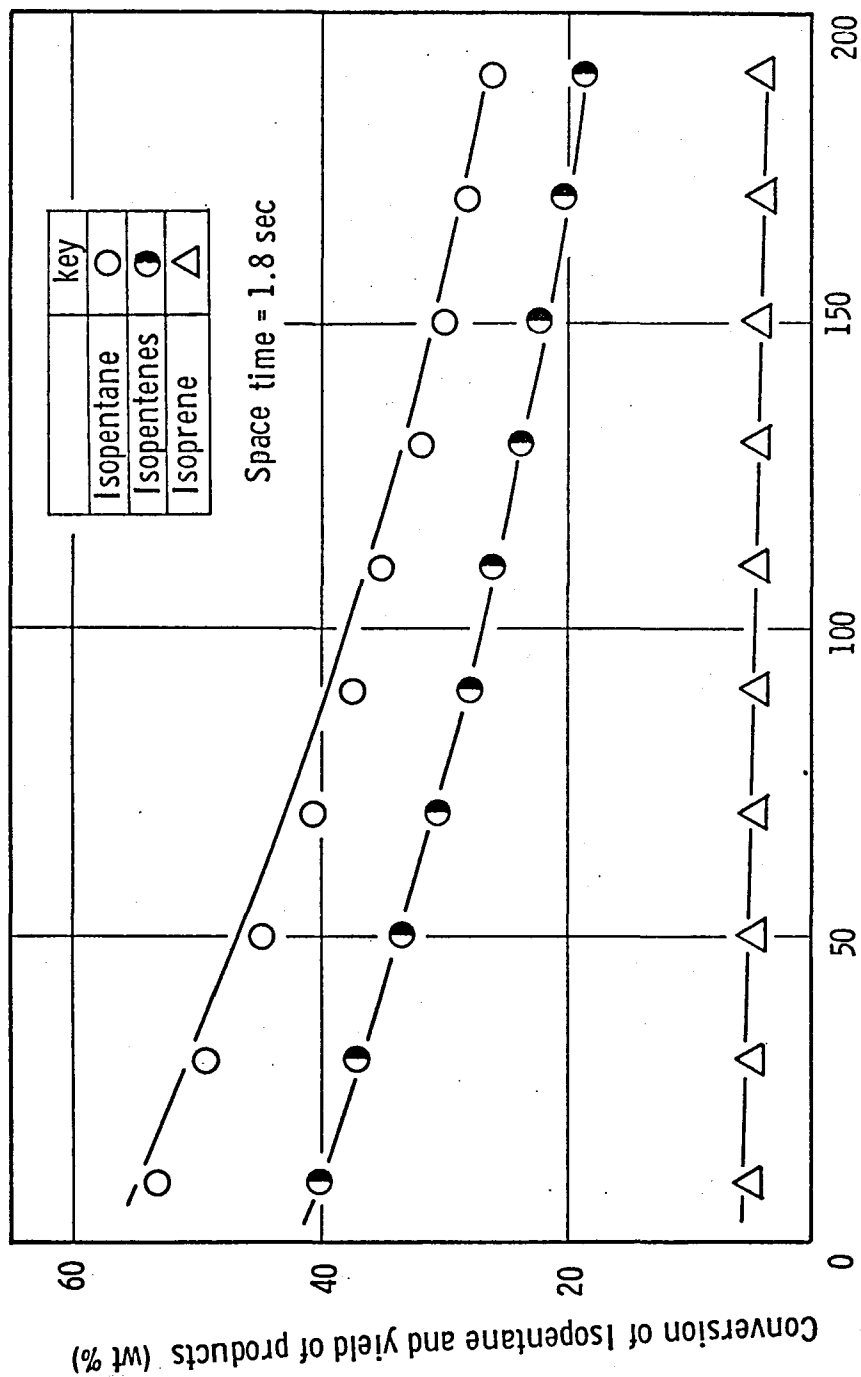 Conversion of Isopentane and yield of products (wt %)
60
40
20
0
50
100
150
200
key
Isopentane
Isopentenes
Isoprene
Space time = 1.8 sec